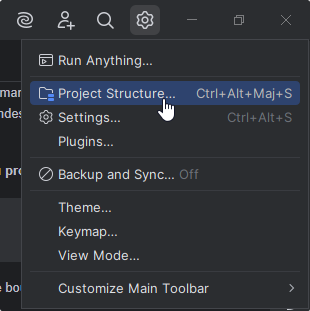 Run Anything...
Project Structure... Ctrl+Alt+Maj+S
Settings... Ctrl+Alt+S
Plugins...
Backup and Sync... Off
Theme...
Keymap...
View Mode...
Customize Main Toolbar